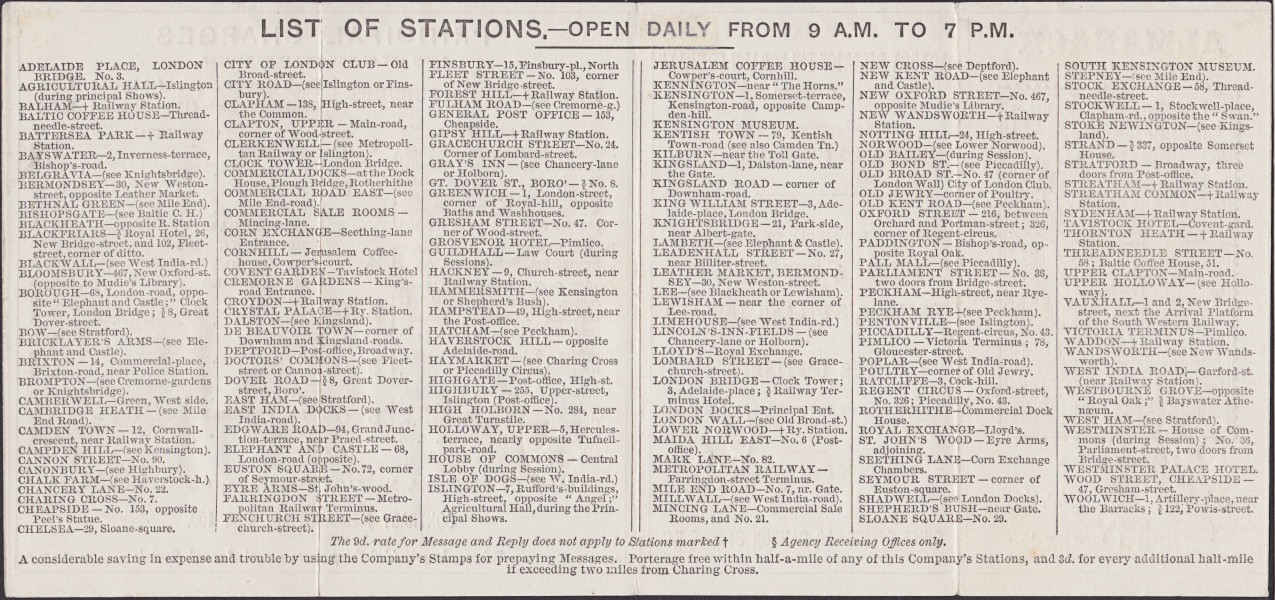 LIST OF STATIONS.—OPEN DAILY FROM 9 A.M. TO 7 P.M.
ADELAIDE PLACE, LONDON
BRIDGE. No. 3.
AGRICULTURAL HALL—Islington
(during principal Shows).
BALHAM—† Railway Station.
BALTIC COFFEE HOUSE—Thread-
needle-street.
BATTERSEA PARK — † Railway
Station.
BAYSWATER—2, Inverness-terrace,
Bishop's-road.
BELGRAVIA—(see Knightsbridge).
BERMONDSEY—30, New Weston-
street, opposite Leather Market.
BETHNAL GREEN—(see Mile End).
BISHOPSGATE—(see Baltic C. H.)
BLACKHEATH—opposite R. Station
BLACKFRIARS—§ Royal Hotel, 26,
New Bridge-street, and 102, Fleet-
street, corner of ditto.
BLACKWALL—(see West India-rd.)
BLOOMSBURY—467, New Oxford-st.
(opposite to Mudie's Library).
BOROUGH—68, London-road, oppo-
site "Elephant and Castle;" Clock
Tower, London Bridge; § 8, Great
Dover-street.
BOW—(see Stratford).
BRICKLAYER'S ARMS—(see Ele-
phant and Castle).
BRIXTON — 14, Commercial-place,
Brixton-road, near Police Station.
BROMPTON—(see Cremorne-gardens
or Knightsbridge).
CAMBERWELL—Green, West side.
CAMBRIDGE HEATH — (see Mile
End Road).
CAMDEN TOWN — 12, Cornwall-
crescent, near Railway Station.
CAMPDEN HILL—(see Kensington).
CANNON STREET—No. 90.
CANONBURY—(see Highbury).
CHALK FARM—(see Haverstock-h.)
CHANCERY LANE—No. 22.
CHARING CROSS—No. 7.
CHEAPSIDE — No. 153, opposite
Peel's Statue.
CHELSEA—29, Sloane-square.
CITY OF LONDON CLUB—Old
Broad-street.
CITY ROAD—(see Islington or Fins-
bury).
CLAPHAM—138, High-street, near
the Common.
CLAPTON, UPPER — Main-road,
corner of Wood-street.
CLERKENWELL — (see Metropoli-
tan Railway or Islington).
CLOCK TOWER—London Bridge.
COMMERCIAL DOCKS—at the Dock
House, Plough Bridge, Rotherhithe
COMMERCIAL ROAD EAST—(see
Mile End-road).
COMMERCIAL SALE ROOMS —
Mincing-lane.
CORN EXCHANGE—Seething-lane
Entrance.
CORNHILL — Jerusalem Coffee-
house, Cowper's-court.
COVENT GARDEN—Tavistock Hotel
CREMORNE GARDENS — King's-
road Entrance.
CROYDON—† Railway Station.
CRYSTAL PALACE—† Ry. Station.
DALSTON—(see Kingsland).
DE BEAUVOIR TOWN—corner of
Downham and Kingsland-roads.
DEPTFORD—Post-office, Broadway.
DOCTORS' COMMONS—(see Fleet-
street or Cannon-street).
DOVER ROAD—§ 8, Great Dover-
street, Boro'.
EAST HAM—(see Stratford).
EAST INDIA DOCKS — (see West
India-road).
EDGWARE ROAD—94, Grand Junc-
tion-terrace, near Praed-street.
ELEPHANT AND CASTLE — 68,
London-road (opposite).
EUSTON SQUARE—No. 72, corner
of Seymour-street.
EYRE ARMS—St. John's-wood.
FARRINGDON STREET — Metro-
politan Railway Terminus.
FENCHURCH STREET—(see Grace-
church-street).
FINSBURY—15, Finsbury-pl., North
FLEET STREET—No. 103, corner
of New Bridge-street.
FOREST HILL—† Railway Station.
FULHAM ROAD—(see Cremorne-g.)
GENERAL POST OFFICE — 153,
Cheapside.
GIPSY HILL—† Railway Station.
GRACECHURCH STREET—No. 24.
Corner of Lombard-street.
GRAY'S INN—(see Chancery-lane
or Holborn).
GT. DOVER ST., BORO'—§ No. 8.
GREENWICH — 1, London-street,
corner of Royal-hill, opposite
Baths and Washhouses.
GRESHAM STREET—No. 47. Cor-
ner of Wood-street.
GROSVENOR HOTEL—Pimlico.
GUILDHALL — Law Court (during
Sessions).
HACKNEY—9, Church-street, near
Railway Station.
HAMMERSMITH—(see Kensington
or Shepherd's Bush).
HAMPSTEAD—49, High-street, near
the Post-office.
HATCHAM—(see Peckham).
HAVERSTOCK HILL — opposite
Adelaide-road.
HAYMARKET — (see Charing Cross
or Piccadilly Circus).
HIGHGATE—Post-office, High-st.
HIGHBURY — 255, Upper-street,
Islington (Post-office).
HIGH HOLBORN—No. 284, near
Great Turnstile.
HOLLOWAY, UPPER—5, Hercules-
terrace, nearly opposite Tufnell-
park-road.
HOUSE OF COMMONS — Central
Lobby (during Session).
ISLE OF DOGS—(see W. India-rd.)
ISLINGTON—7, Rufford's-buildings,
High-street, opposite "Angel;"
Agricultural Hall, during the Prin-
cipal Shows.
JERUSALEM COFFEE HOUSE—
Cowper's-court, Cornhill.
KENNINGTON—near "The Horns."
KENSINGTON—1, Somerset-terrace,
Kensington-road, opposite Camp-
den-hill.
KENSINGTON MUSEUM.
KENTISH TOWN — 79, Kentish
Town-road (see also Camden Tn.)
KILBURN—near the Toll Gate.
KINGSLAND—1, Dalston-lane, near
the Gate.
KINGSLAND ROAD — corner of
Downham-road.
KING WILLIAM STREET—3, Ade-
laide-place, London Bridge.
KNIGHTSBRIDGE—21, Park-side,
near Albert-gate.
LAMBETH—(see Elephant & Castle).
LEADENHALL STREET — No. 27,
near Billiter-street.
LEATHER MARKET, BERMOND-
SEY—30, New Weston-street.
LEE—(see Blackheath or Lewisham).
LEWISHAM — near the corner of
Lee-road.
LIMEHOUSE—(see West India-rd.)
LINCOLN'S-INN-FIELDS — (see
Chancery-lane or Holborn).
LLOYD'S—Royal Exchange.
LOMBARD STREET — (see Grace-
church-street).
LONDON BRIDGE—Clock Tower;
3, Adelaide-place; § Railway Ter-
minus Hotel.
LONDON DOCKS—Principal Ent.
LONDON WALL—(see Old Broad-st.)
LOWER NORWOOD—† Ry. Station.
MAIDA HILL EAST—No. 6 (Post-
office).
MARK LANE—No. 82.
METROPOLITAN RAILWAY —
Farringdon-street Terminus.
MILE END ROAD—No. 7, nr. Gate.
MILLWALL—(see West India-road).
MINCING LANE—Commercial Sale
Rooms, and No. 21.
NEW CROSS—(see Deptford).
NEW KENT ROAD—(see Elephant
and Castle).
NEW OXFORD STREET—No. 467,
opposite Mudie's Library.
NEW WANDSWORTH—† Railway
Station.
NOTTING HILL—24, High-street.
NORWOOD—(see Lower Norwood).
OLD BAILEY—(during Session).
OLD BOND ST.—(see Piccadilly).
OLD BROAD ST.—No. 47 (corner of
London Wall) City of London Club.
OLD JEWRY—corner of Poultry.
OLD KENT ROAD—(see Peckham).
OXFORD STREET — 216, between
Orchard and Portman-street; 326,
corner of Regent-circus.
PADDINGTON — Bishop's-road, op-
posite Royal Oak.
PALL MALL—(see Piccadilly).
PARLIAMENT STREET — No. 36,
two doors from Bridge-street.
PECKHAM—High-street, near Rye-
lane.
PECKHAM RYE—(see Peckham).
PENTONVILLE—(see Islington).
PICCADILLY—Regent-circus, No. 43.
PIMLICO — Victoria Terminus; 78,
Gloucester-street.
POPLAR—(see West India-road).
POULTRY—corner of Old Jewry.
RATCLIFFE—3, Cock-hill.
REGENT CIRCUS — Oxford-street,
No. 326; Piccadilly, No. 43.
ROTHERHITHE—Commercial Dock
House.
ROYAL EXCHANGE—Lloyd's.
ST. JOHN'S WOOD—Eyre Arms,
adjoining.
SEETHING LANE—Corn Exchange
Chambers.
SEYMOUR STREET — corner of
Euston-square.
SHADWELL—(see London Docks).
SHEPHERD'S BUSH—near Gate.
SLOANE SQUARE—No. 29.
SOUTH KENSINGTON MUSEUM.
STEPNEY—(see Mile End).
STOCK EXCHANGE—58, Thread-
needle-street.
STOCKWELL — 1, Stockwell-place,
Clapham-rd., opposite the "Swan."
STOKE NEWINGTON—(see Kings-
land).
STRAND—§ 337, opposite Somerset
House.
STRATFORD — Broadway, three
doors from Post-office.
STREATHAM—† Railway Station.
STREATHAM COMMON—† Railway
Station.
SYDENHAM—† Railway Station.
TAVISTOCK HOTEL—Covent-gard.
THORNTON HEATH — † Railway
Station.
THREADNEEDLE STREET — No.
58; Baltic Coffee House, 31.
UPPER CLAPTON—Main-road.
UPPER HOLLOWAY—(see Hollo-
way).
VAUXHALL—1 and 2, New Bridge-
street, next the Arrival Platform
of the South Western Railway.
VICTORIA TERMINUS—Pimlico.
WADDON—† Railway Station.
WANDSWORTH—(see New Wands-
worth).
WEST INDIA ROAD—Garford-st.
(near Railway Station).
WESTBOURNE GROVE—opposite
"Royal Oak;" § Bayswater Athe-
næum.
WEST HAM—(see Stratford).
WESTMINSTER — House of Com-
mons (during Session); No. 36,
Parliament-street, two doors from
Bridge-street.
WESTMINSTER PALACE HOTEL.
WOOD STREET, CHEAPSIDE —
47, Gresham-street.
WOOLWICH—1, Artillery-place, near
the Barracks; § 122, Powis-street.
The 9d. rate for Message and Reply does not apply to Stations marked † § Agency Receiving Offices only.
A considerable saving in expense and trouble by using the Company's Stamps for prepaying Messages. Porterage free within half-a-mile of any of this Company's Stations, and 3d. for every additional half-mile
if exceeding two miles from Charing Cross.